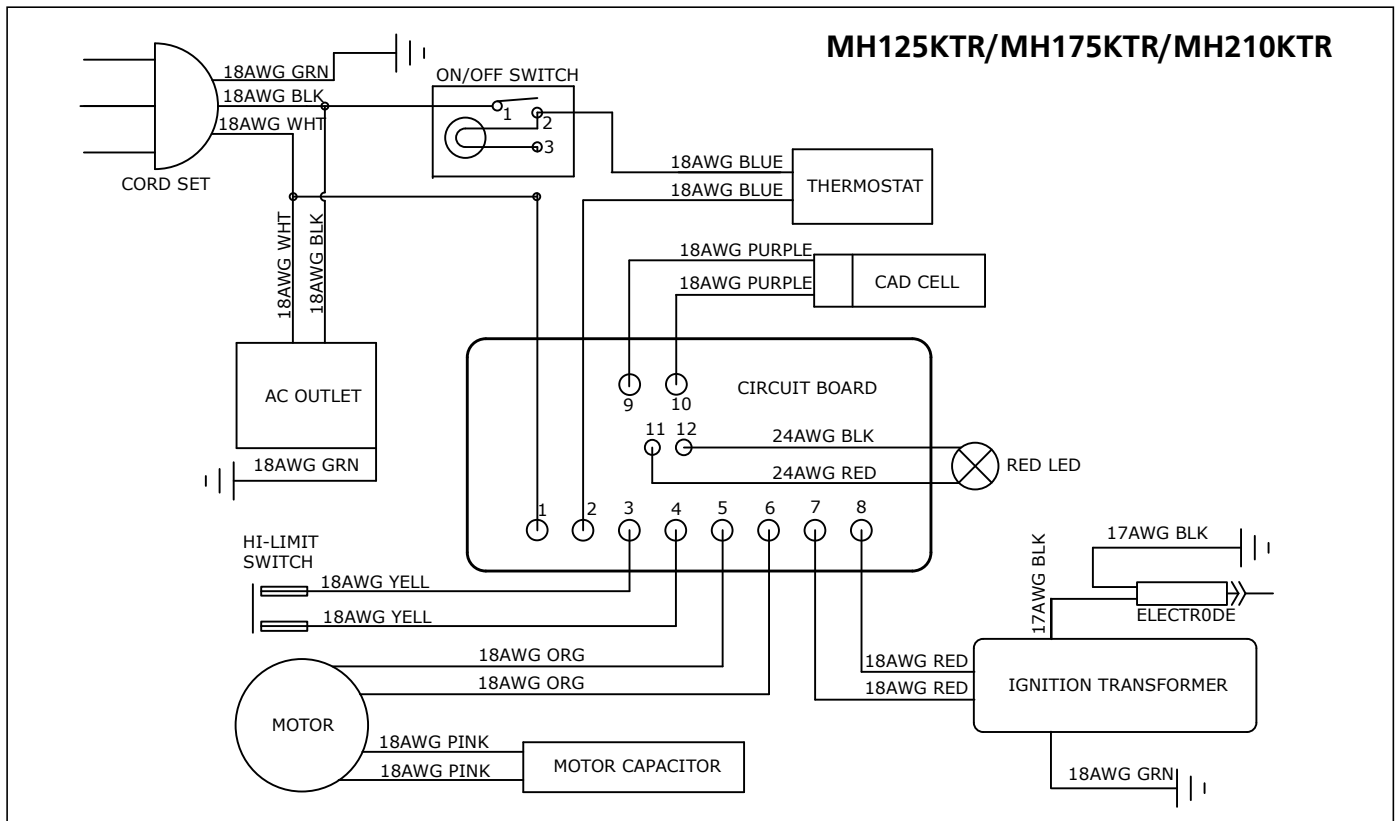 MH125KTR/MH175KTR/MH210KTR
18AWG GRN
18AWG BLK
18AWG WHT
CORD SET
ON/OFF SWITCH
1
2
3
18AWG BLUE
18AWG BLUE
THERMOSTAT
18AWG PURPLE
18AWG PURPLE
CAD CELL
18AWG WHT
18AWG BLK
AC OUTLET
18AWG GRN
CIRCUIT BOARD
9
10
11
12
24AWG BLK
24AWG RED
RED LED
1
2
3
4
5
6
7
8
HI-LIMIT
SWITCH
18AWG YELL
18AWG YELL
17AWG BLK
17AWG BLK
ELECTR0DE
18AWG ORG
18AWG ORG
MOTOR
18AWG RED
18AWG RED
IGNITION TRANSFORMER
18AWG PINK
18AWG PINK
MOTOR CAPACITOR
18AWG GRN